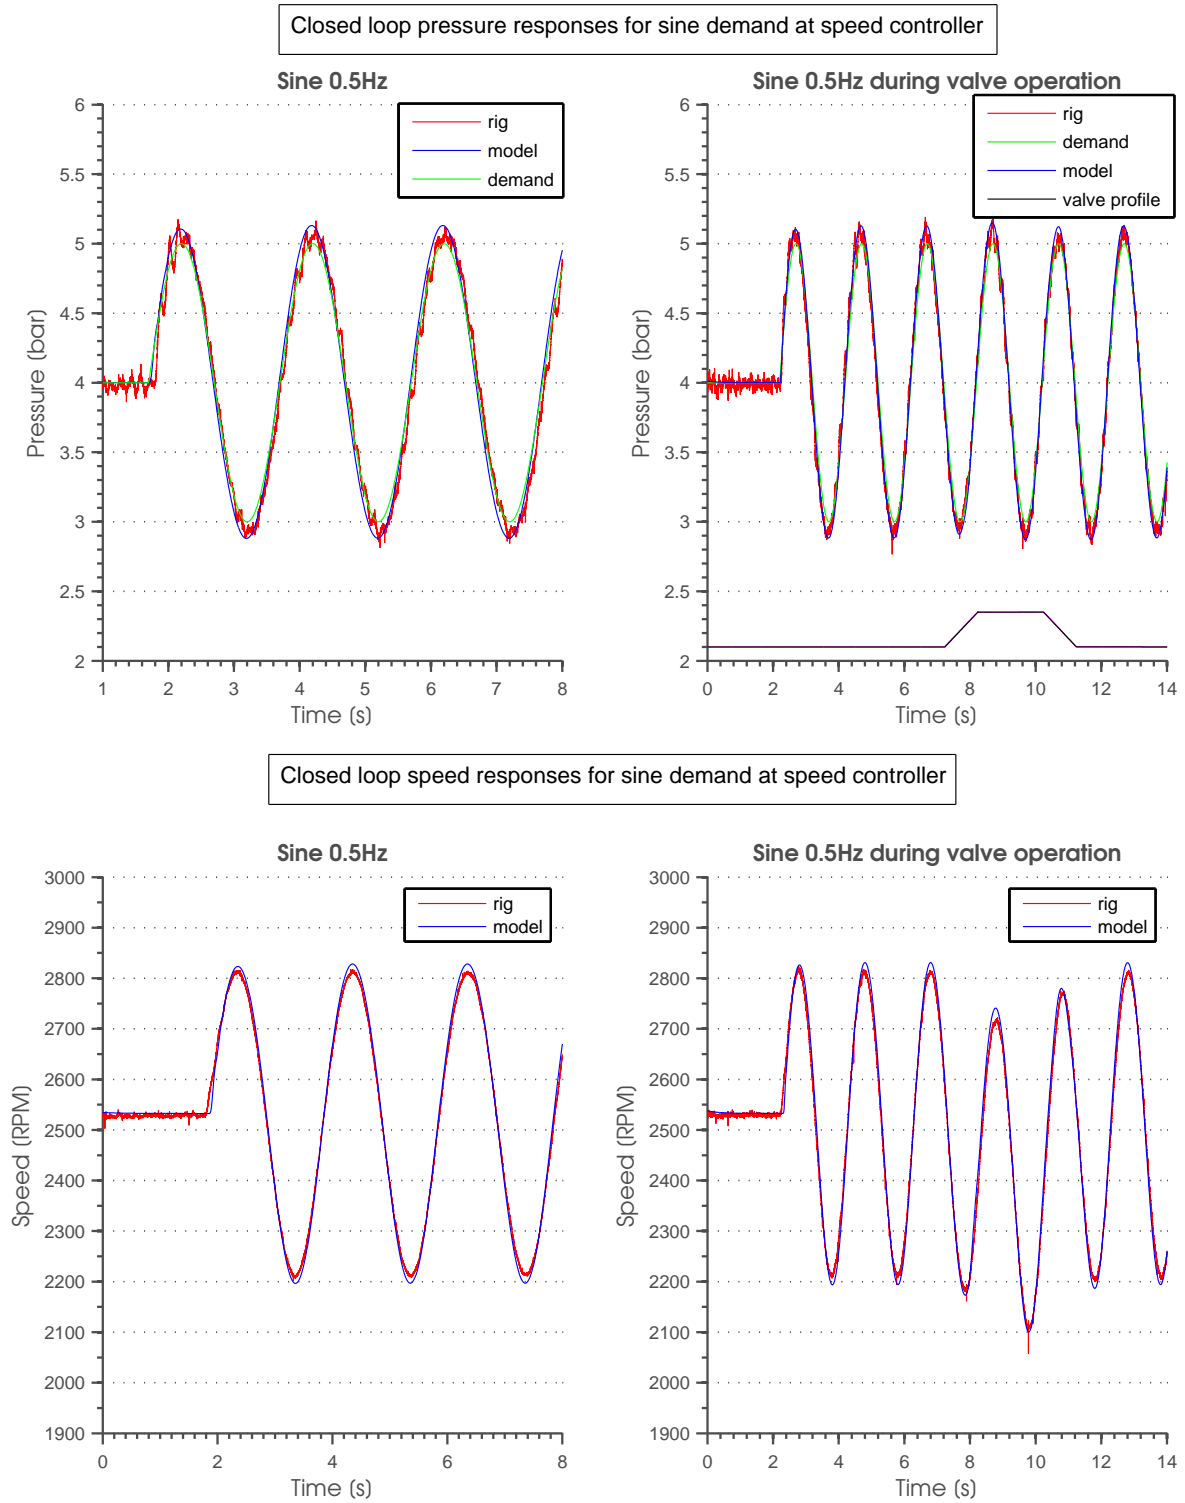 Closed loop pressure responses for sine demand at speed controller
Sine 0.5Hz
6
5.5
5
4.5
4
3.5
3
2.5
2
Pressure (bar)
rig
model
demand
1 2 3 4 5 6 7 8
Time (s)
Sine 0.5Hz during valve operation
6
5.5
5
4.5
4
3.5
3
2.5
2
Pressure (bar)
rig
demand
model
valve profile
0 2 4 6 8 10 12 14
Time (s)
Closed loop speed responses for sine demand at speed controller
Sine 0.5Hz
3000
2900
2800
2700
2600
2500
2400
2300
2200
2100
2000
1900
Speed (RPM)
rig
model
0 2 4 6 8
Time (s)
Sine 0.5Hz during valve operation
3000
2900
2800
2700
2600
2500
2400
2300
2200
2100
2000
1900
Speed (RPM)
rig
model
0 2 4 6 8 10 12 14
Time (s)